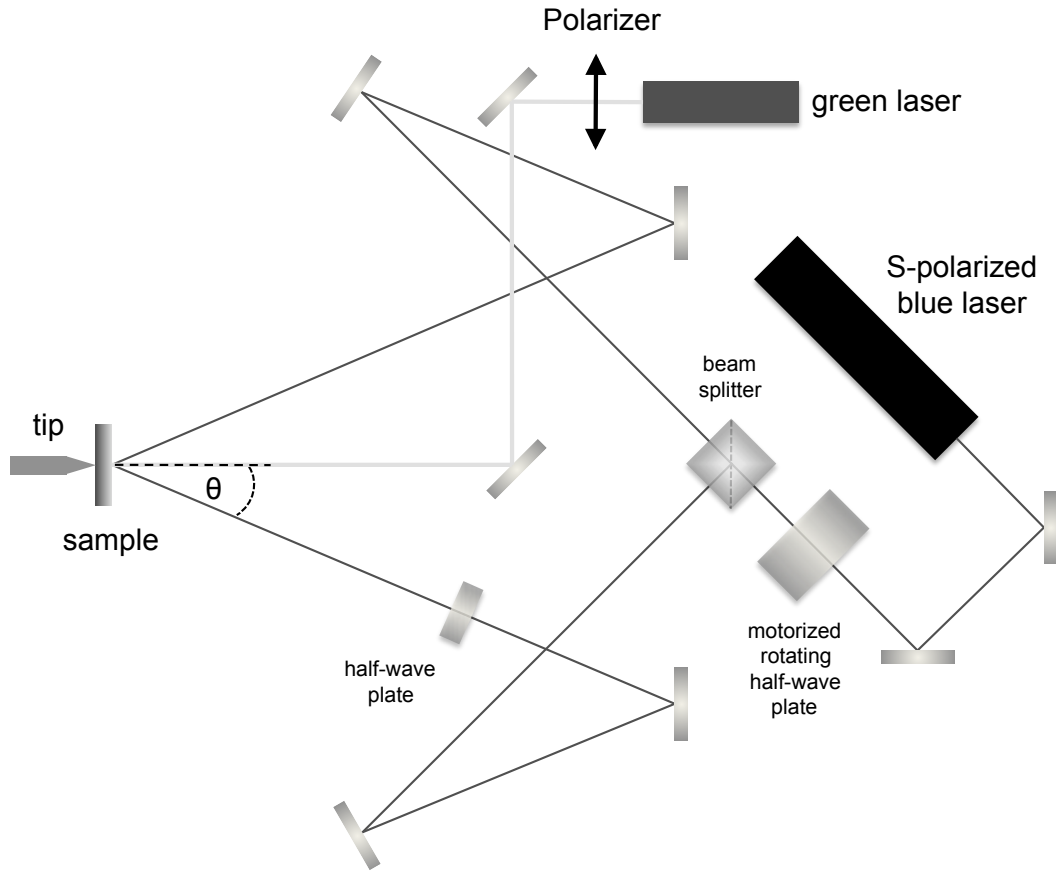 Polarizer
green laser
S-polarized
blue laser
beam
splitter
tip
θ
sample
half-wave
plate
motorized
rotating
half-wave
plate